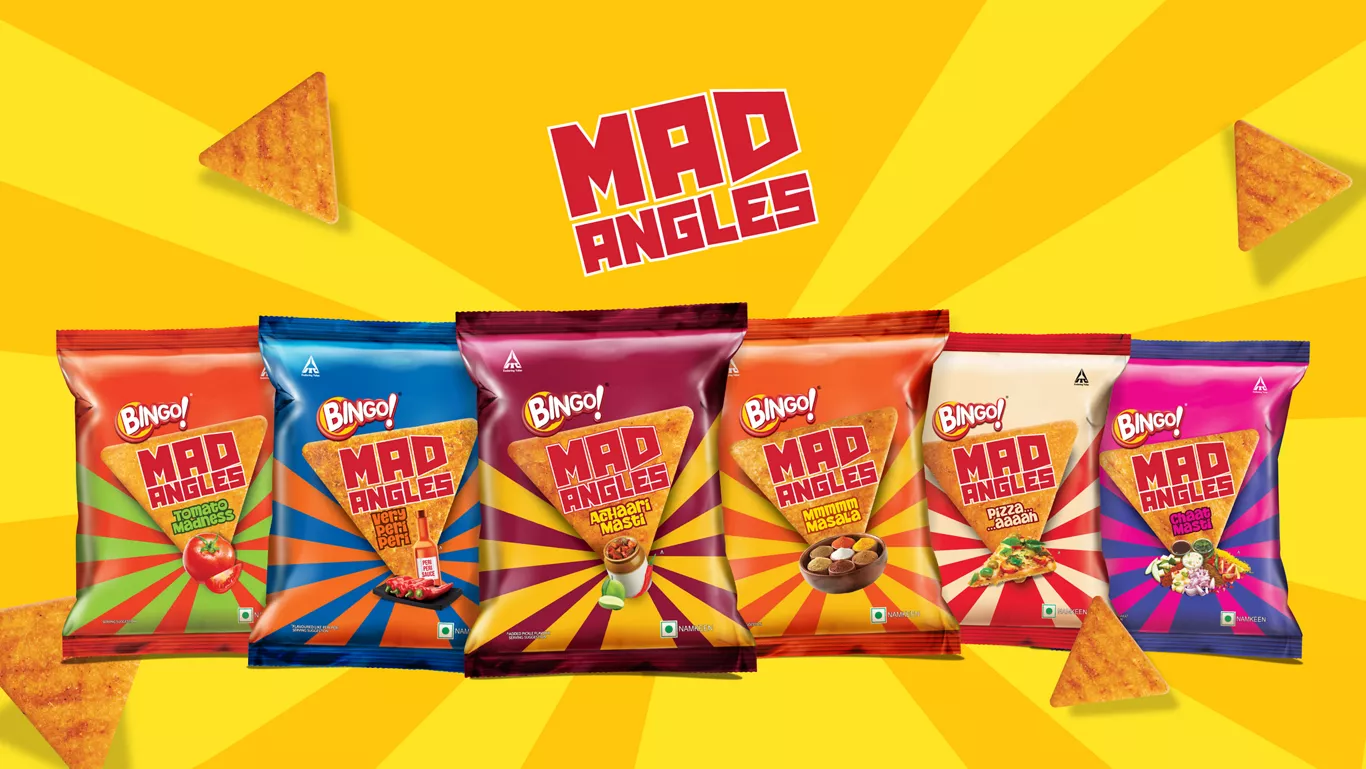 MAD
ANGLES
BINGO!
MAD
ANGLES
Tomato
Madness
BINGO!
MAD
ANGLES
Very
Peri
Peri
PERI
PERI
SAUCE
NAMKEEN
BINGO!
MAD
ANGLES
Achaari
Masti
NAMKEEN
BINGO!
MAD
ANGLES
Mmmmm
Masala
NAMKEEN
BINGO!
MAD
ANGLES
Pizza...
...aaaah
NAMKEEN
BINGO!
MAD
ANGLES
Chaat
Masti
NAMKEEN